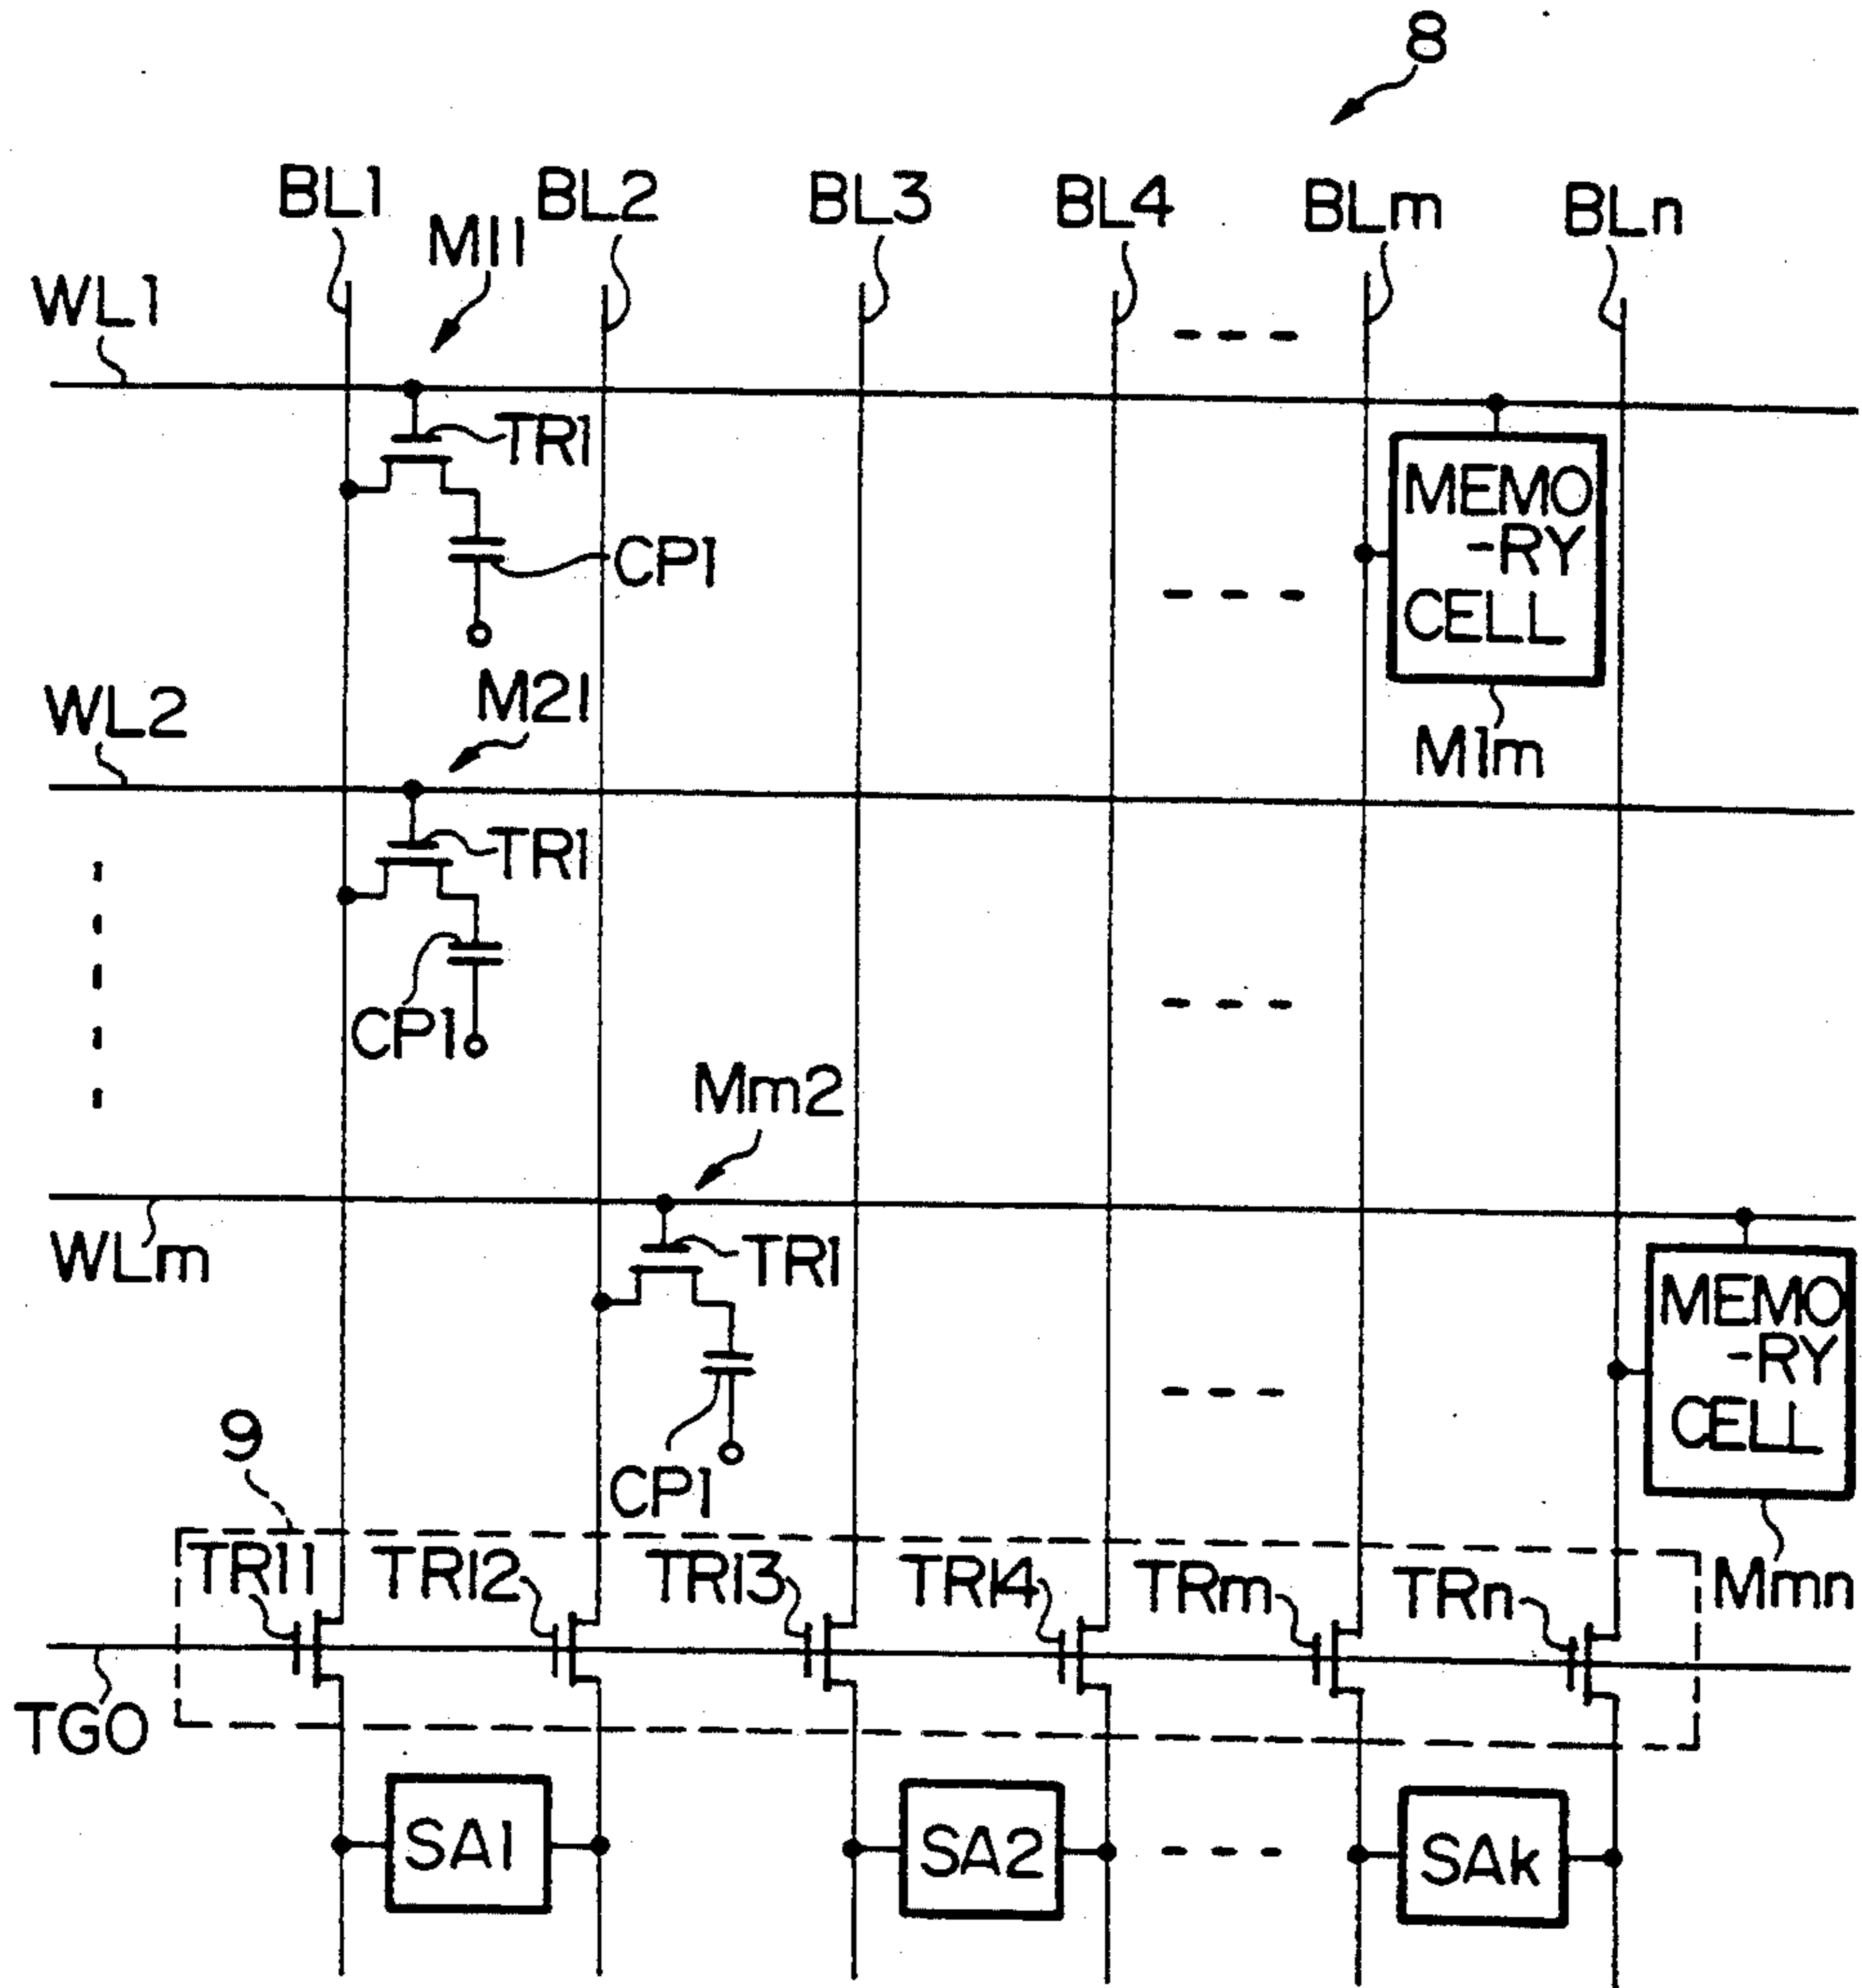 8
BL1
M11
BL2
BL3
BL4
BLm
BLn
WL1
TR1
CP1
MEMO
-RY
CELL
M1m
WL2
M21
TR1
CP1
Mm2
WLm
TR1
CP1
MEMO
-RY
CELL
Mmn
9
TR11
TR12
TR13
TR14
TRm
TRn
TG0
SA1
SA2
SAk